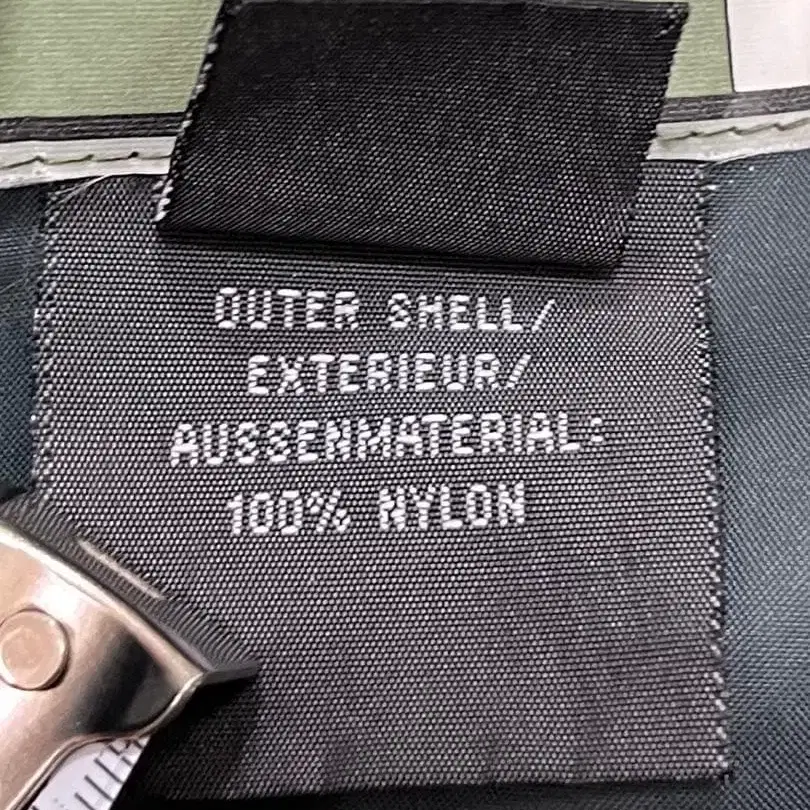 OUTER SHELL/
EXTERIEUR/
AUSSENMATERIAL:
100% NYLON